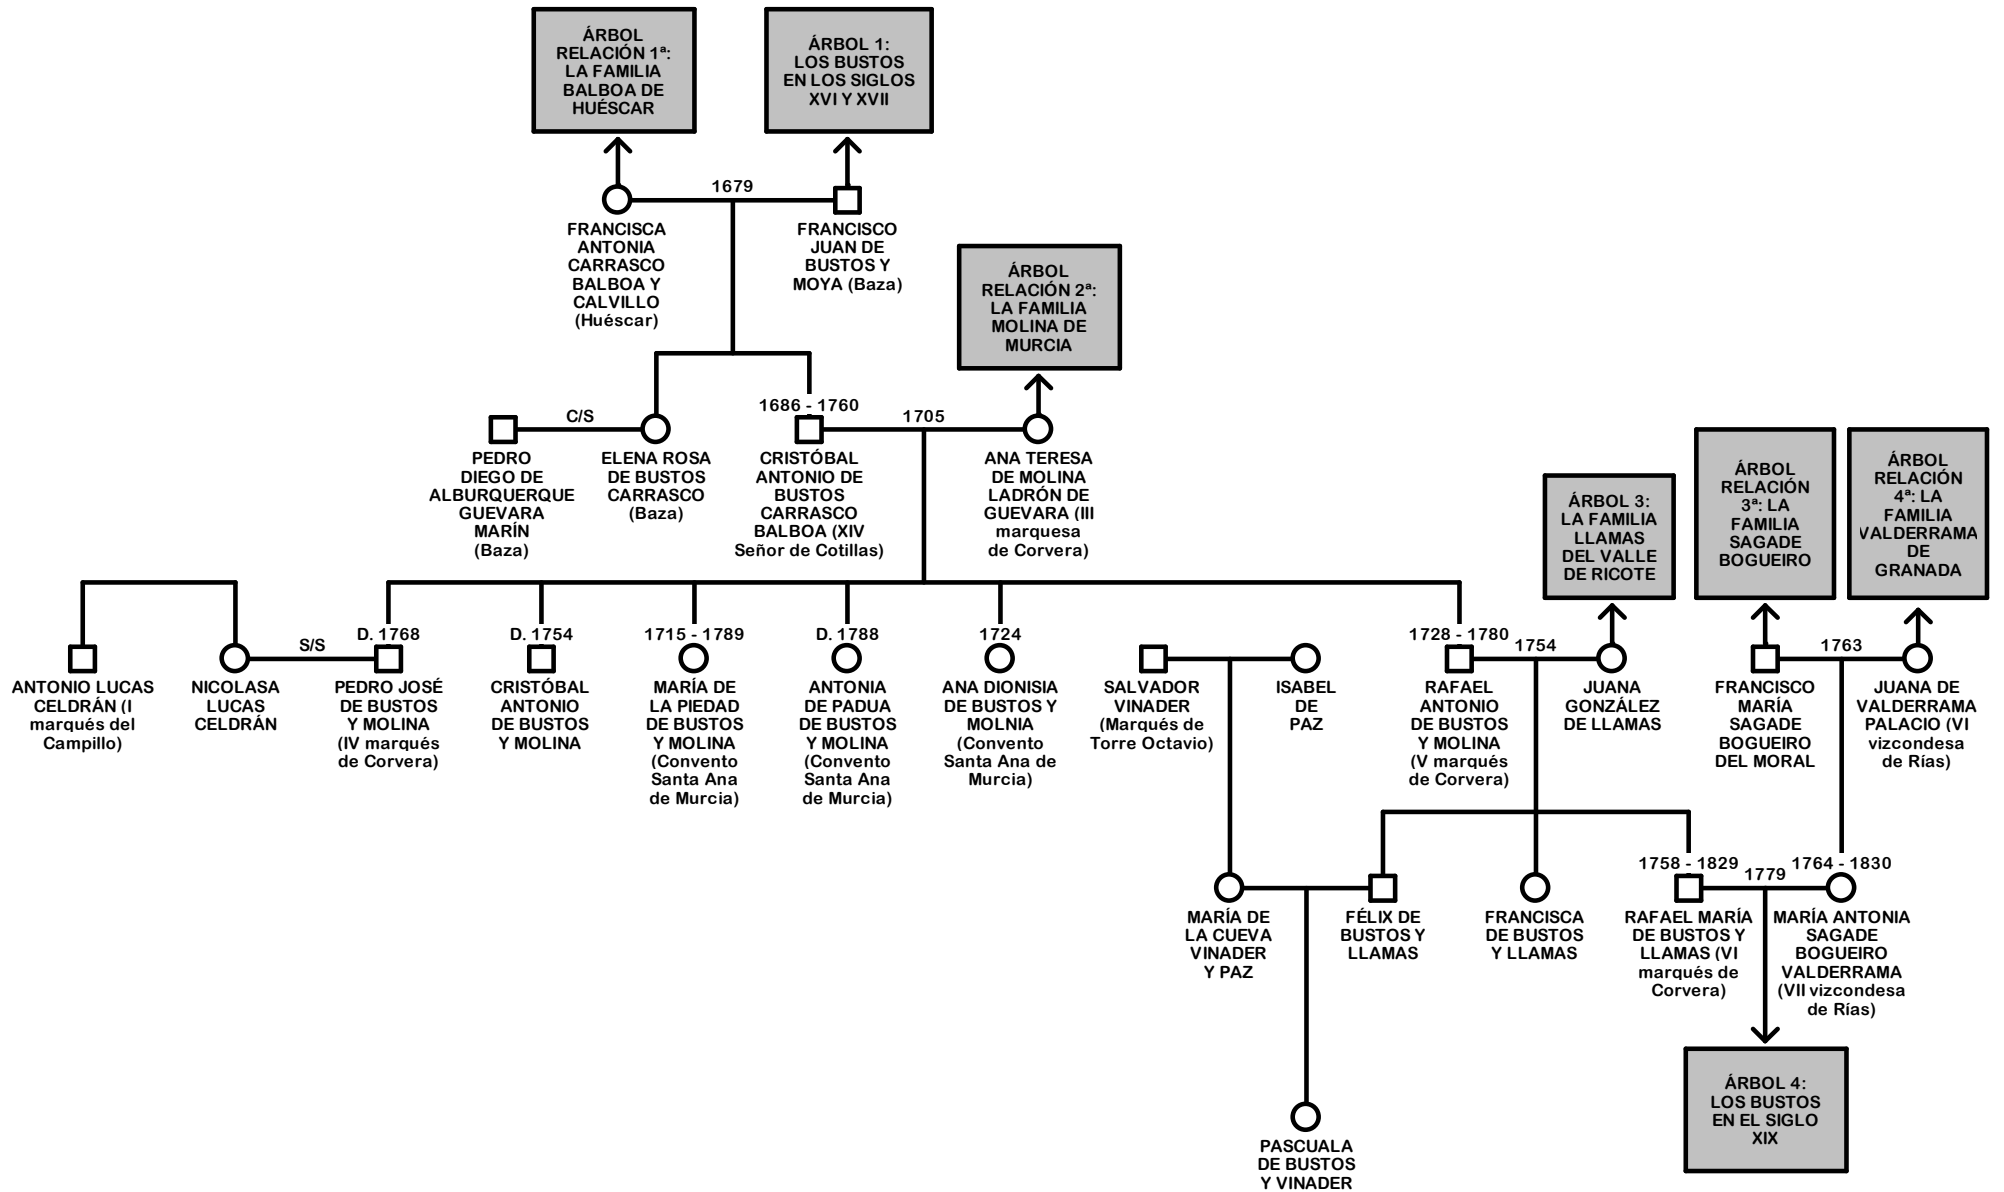 ÁRBOL
RELACIÓN 1ª:
LA FAMILIA
BALBOA DE
HUÉSCAR
ÁRBOL 1:
LOS BUSTOS
EN LOS SIGLOS
XVI Y XVII
1679
FRANCISCA
ANTONIA
CARRASCO
BALBOA Y
CALVILLO
(Huéscar)
FRANCISCO
JUAN DE
BUSTOS Y
MOYA (Baza)
ÁRBOL
RELACIÓN 2ª:
LA FAMILIA
MOLINA DE
MURCIA
C/S
1686 - 1760
1705
PEDRO
DIEGO DE
ALBURQUERQUE
GUEVARA
MARÍN
(Baza)
ELENA ROSA
DE BUSTOS
CARRASCO
(Baza)
CRISTÓBAL
ANTONIO DE
BUSTOS
CARRASCO
BALBOA (XIV
Señor de Cotillas)
ANA TERESA
DE MOLINA
LADRÓN DE
GUEVARA (III
marquesa
de Corvera)
ÁRBOL 3:
LA FAMILIA
LLAMAS
DEL VALLE
DE RICOTE
ÁRBOL
RELACIÓN
3ª: LA
FAMILIA
SAGADE
BOGUEIRO
ÁRBOL
RELACIÓN
4ª: LA
FAMILIA
VALDERRAMA
DE
GRANADA
S/S
D. 1768
D. 1754
1715 - 1789
D. 1788
1724
1728 - 1780
1754
1763
ANTONIO LUCAS
CELDRÁN (I
marqués del
Campillo)
NICOLASA
LUCAS
CELDRÁN
PEDRO JOSÉ
DE BUSTOS
Y MOLINA
(IV marqués
de Corvera)
CRISTÓBAL
ANTONIO
DE BUSTOS
Y MOLINA
MARÍA DE
LA PIEDAD
DE BUSTOS
Y MOLINA
(Convento
Santa Ana
de Murcia)
ANTONIA
DE PADUA
DE BUSTOS
Y MOLINA
(Convento
Santa Ana
de Murcia)
ANA DIONISIA
DE BUSTOS Y
MOLNIA
(Convento
Santa Ana de
Murcia)
SALVADOR
VINADER
(Marqués de
Torre Octavio)
ISABEL
DE
PAZ
RAFAEL
ANTONIO
DE BUSTOS
Y MOLINA
(V marqués
de Corvera)
JUANA
GONZÁLEZ
DE LLAMAS
FRANCISCO
MARÍA
SAGADE
BOGUEIRO
DEL MORAL
JUANA DE
VALDERRAMA
PALACIO (VI
vizcondesa
de Rías)
1758 - 1829
1779
1764 - 1830
MARÍA DE
LA CUEVA
VINADER
Y PAZ
FÉLIX DE
BUSTOS Y
LLAMAS
FRANCISCA
DE BUSTOS
Y LLAMAS
RAFAEL MARÍA
DE BUSTOS Y
LLAMAS (VI
marqués de
Corvera)
MARÍA ANTONIA
SAGADE
BOGUEIRO
VALDERRAMA
(VII vizcondesa
de Rías)
ÁRBOL 4:
LOS BUSTOS
EN EL SIGLO
XIX
PASCUALA
DE BUSTOS
Y VINADER